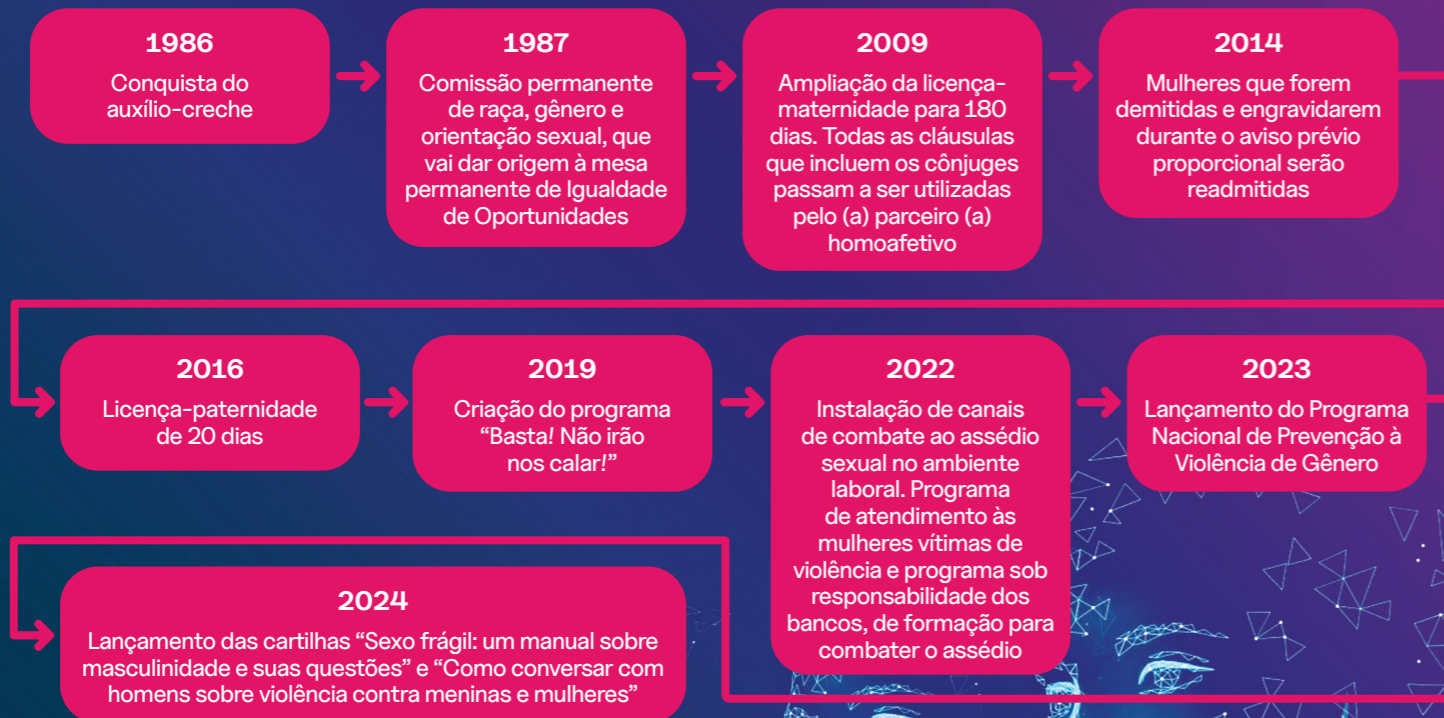 1986
Conquista do
auxílio-creche
1987
Comissão permanente
de raça, gênero e
orientação sexual, que
vai dar origem à mesa
permanente de Igualdade
de Oportunidades
2009
Ampliação da licença-
maternidade para 180
dias. Todas as cláusulas
que incluem os cônjuges
passam a ser utilizadas
pelo (a) parceiro (a)
homoafetivo
2014
Mulheres que forem
demitidas e engravidarem
durante o aviso prévio
proporcional serão
readmitidas
2016
Licença-paternidade
de 20 dias
2019
Criação do programa
“Basta! Não irão
nos calar!”
2022
Instalação de canais
de combate ao assédio
sexual no ambiente
laboral. Programa
de atendimento às
mulheres vítimas de
violência e programa sob
responsabilidade dos
bancos, de formação para
combater o assédio
2023
Lançamento do Programa
Nacional de Prevenção à
Violência de Gênero
2024
Lançamento das cartilhas “Sexo frágil: um manual sobre
masculinidade e suas questões” e “Como conversar com
homens sobre violência contra meninas e mulheres”